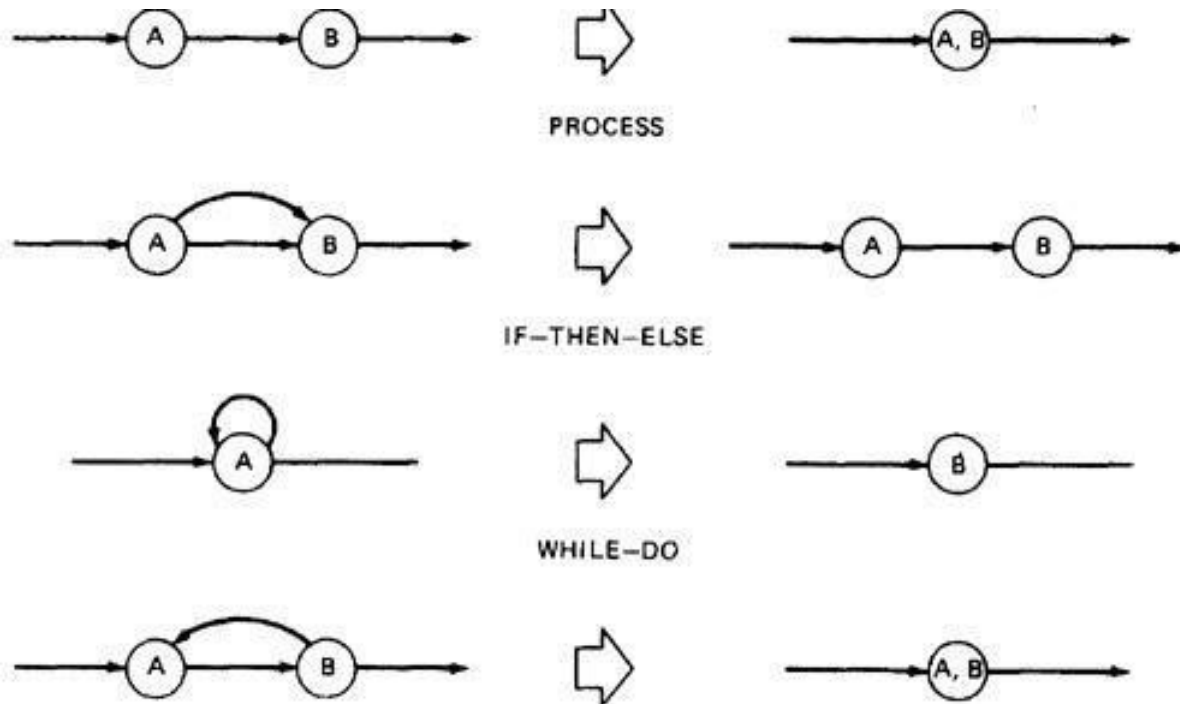 A B A, B
PROCESS
A B A B
IF-THEN-ELSE
A B
WHILE-DO
A B A, B